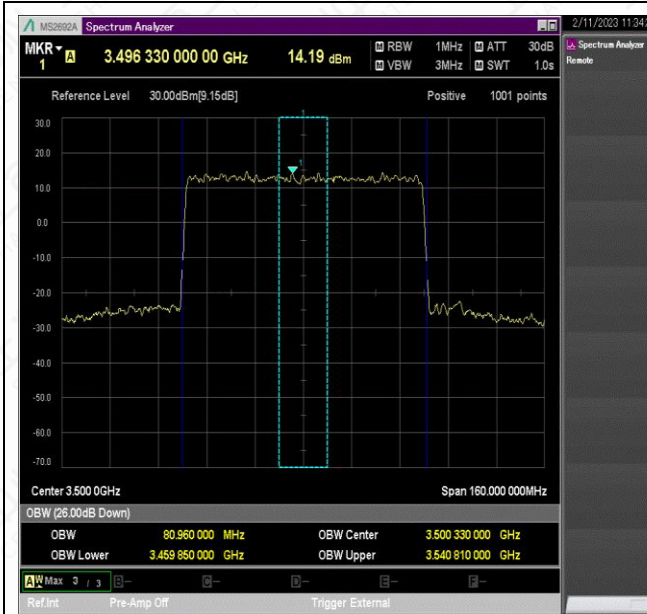 MS2692A Spectrum Analyzer
2/11/2023 11:34:
MKR 1 A 3.496 330 000 00 GHz 14.19 dBm M RBW 1MHz M ATT 30dB
M VBW 3MHz M SWT 1.0s
Spectrum Analyzer
Remote
Reference Level 30.00dBm[9.15dB] Positive 1001 points
30.0
20.0
1
10.0
0.0
-10.0
-20.0
-30.0
-40.0
-50.0
-60.0
-70.0
Center 3.500 0GHz Span 160.000 000MHz
OBW (26.00dB Down)
OBW 80.960 000 MHz OBW Center 3.500 330 000 GHz
OBW Lower 3.459 850 000 GHz OBW Upper 3.540 810 000 GHz
A W Max 3 / 3 B- C- D- E- F-
Ref.Int Pre-Amp Off Trigger External